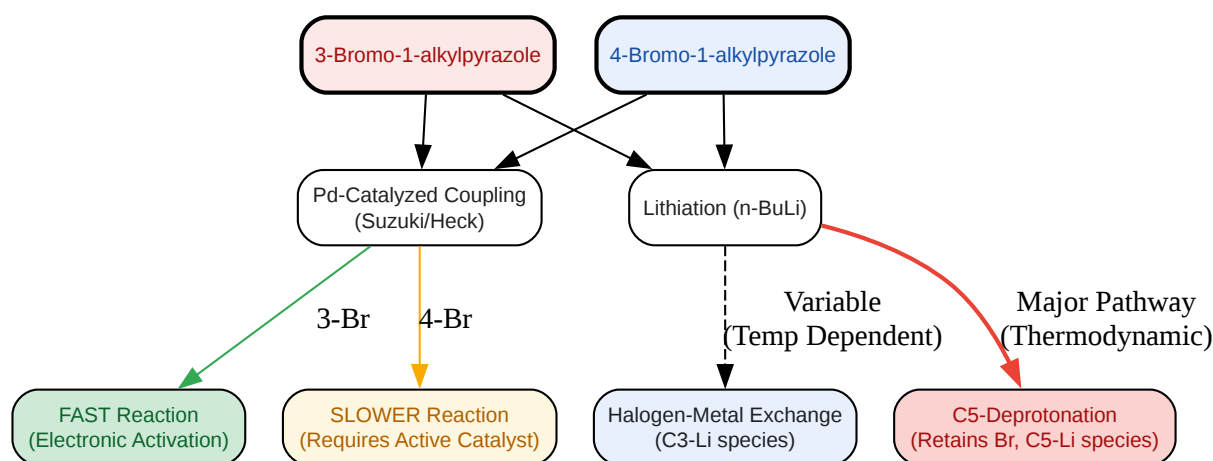 3-Bromo-1-alkylpyrazole
4-Bromo-1-alkylpyrazole
Pd-Catalyzed Coupling
(Suzuki/Heck)
Lithiation (n-BuLi)
3-Br
4-Br
Variable
(Temp Dependent)
Major Pathway
(Thermodynamic)
FAST Reaction
(Electronic Activation)
SLOWER Reaction
(Requires Active Catalyst)
Halogen-Metal Exchange
(C3-Li species)
C5-Deprotonation
(Retains Br, C5-Li species)